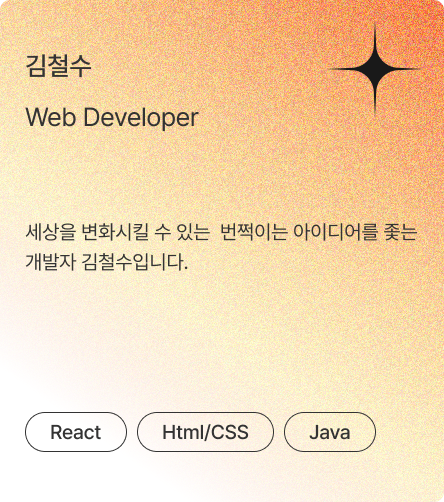 김철수
Web Developer
세상을 변화시킬 수 있는 번쩍이는 아이디어를 좇는
개발자 김철수입니다.
React
Html/CSS
Java